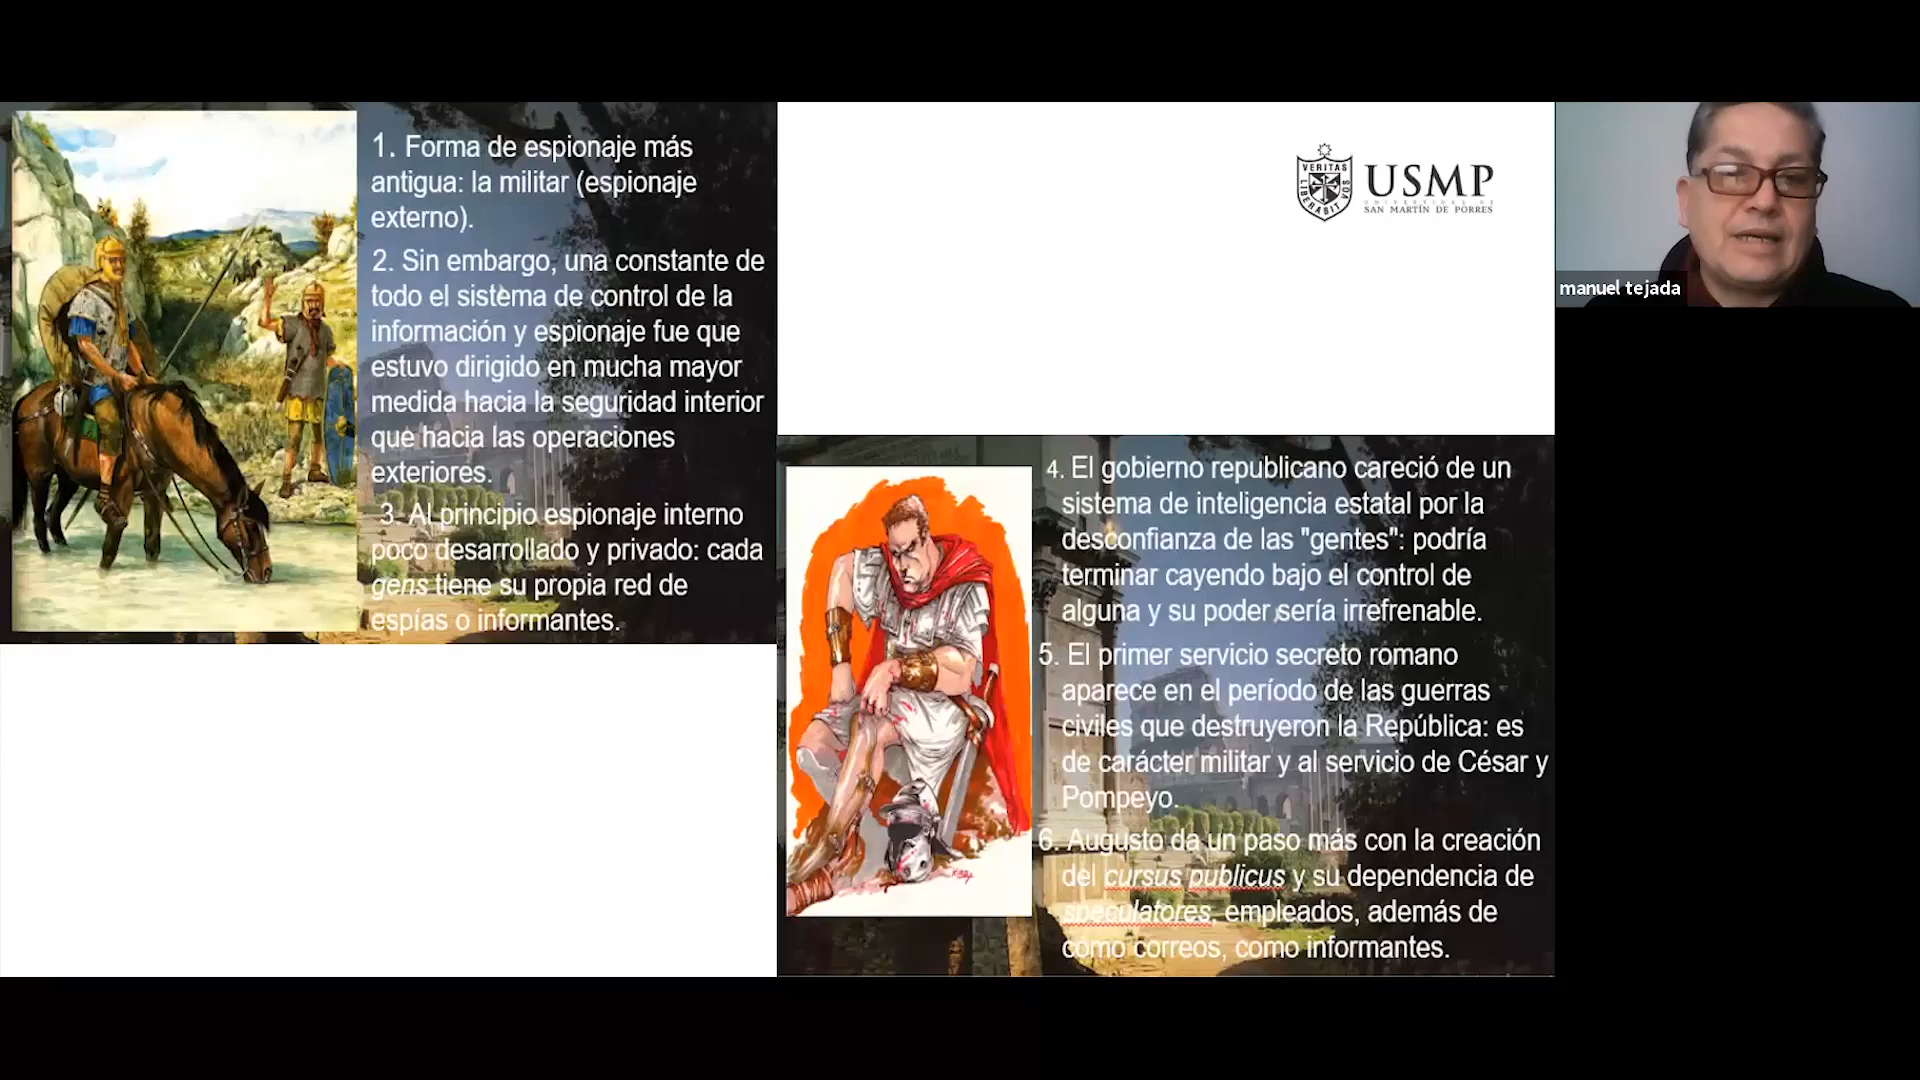 1. Forma de espionaje más
antigua: la militar (espionaje
externo).
2. Sin embargo, una constante de
todo el sistema de control de la
información y espionaje fue que
estuvo dirigido en mucha mayor
medida hacia la seguridad interior
que hacia las operaciones
exteriores.
3. Al principio espionaje interno
poco desarrollado y privado: cada
gens tiene su propia red de
espías o informantes.
VERITAS
LIBERABIT VOS
USMP
UNIVERSIDAD DE
SAN MARTÍN DE PORRES
4. El gobierno republicano careció de un
sistema de inteligencia estatal por la
desconfianza de las "gentes": podría
terminar cayendo bajo el control de
alguna y su poder sería irrefrenable.
5. El primer servicio secreto romano
aparece en el período de las guerras
civiles que destruyeron la República: es
de carácter militar y al servicio de César y
Pompeyo.
6. Augusto da un paso más con la creación
del cursus publicus y su dependencia de
speculatores, empleados, además de
cómo correos, como informantes.
manuel tejada